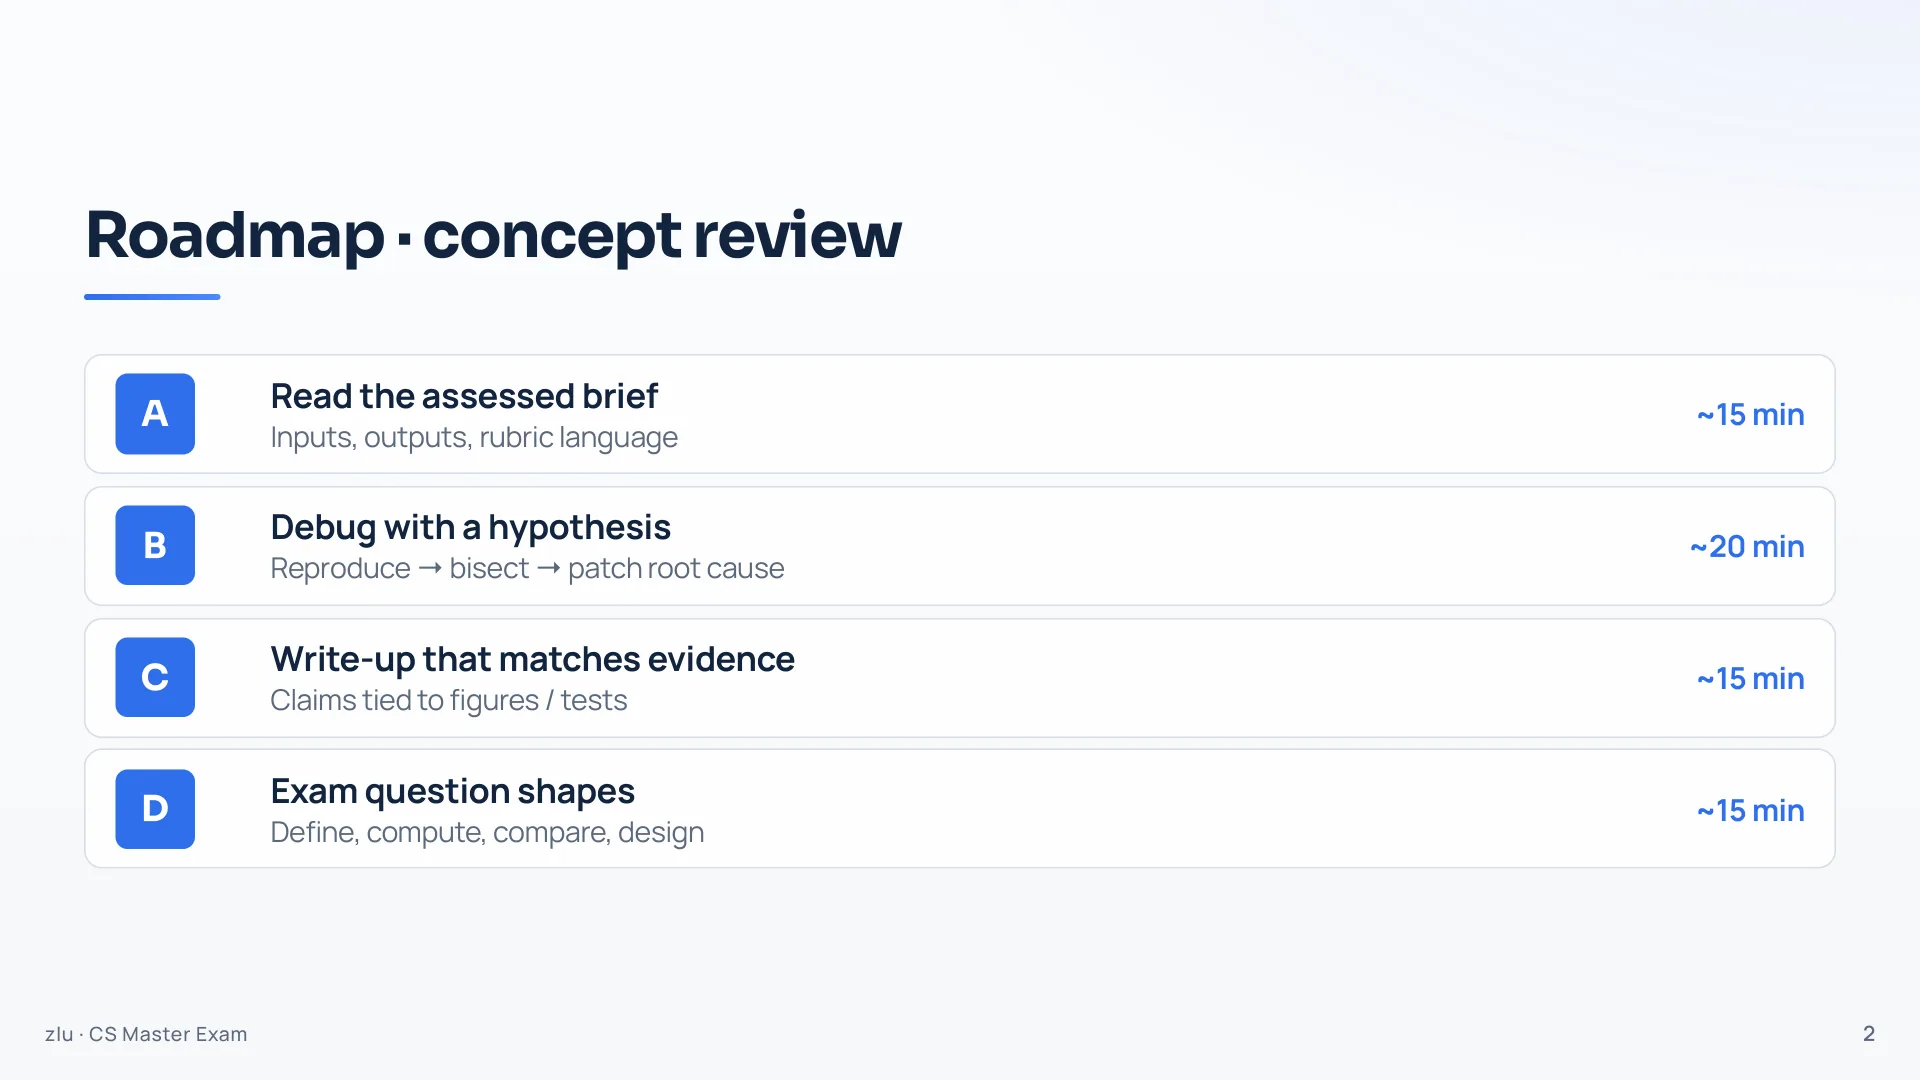 Roadmap · concept review
A
Read the assessed brief
Inputs, outputs, rubric language
~15 min
B
Debug with a hypothesis
Reproduce → bisect → patch root cause
~20 min
C
Write-up that matches evidence
Claims tied to figures / tests
~15 min
D
Exam question shapes
Define, compute, compare, design
~15 min
zlu · CS Master Exam
2